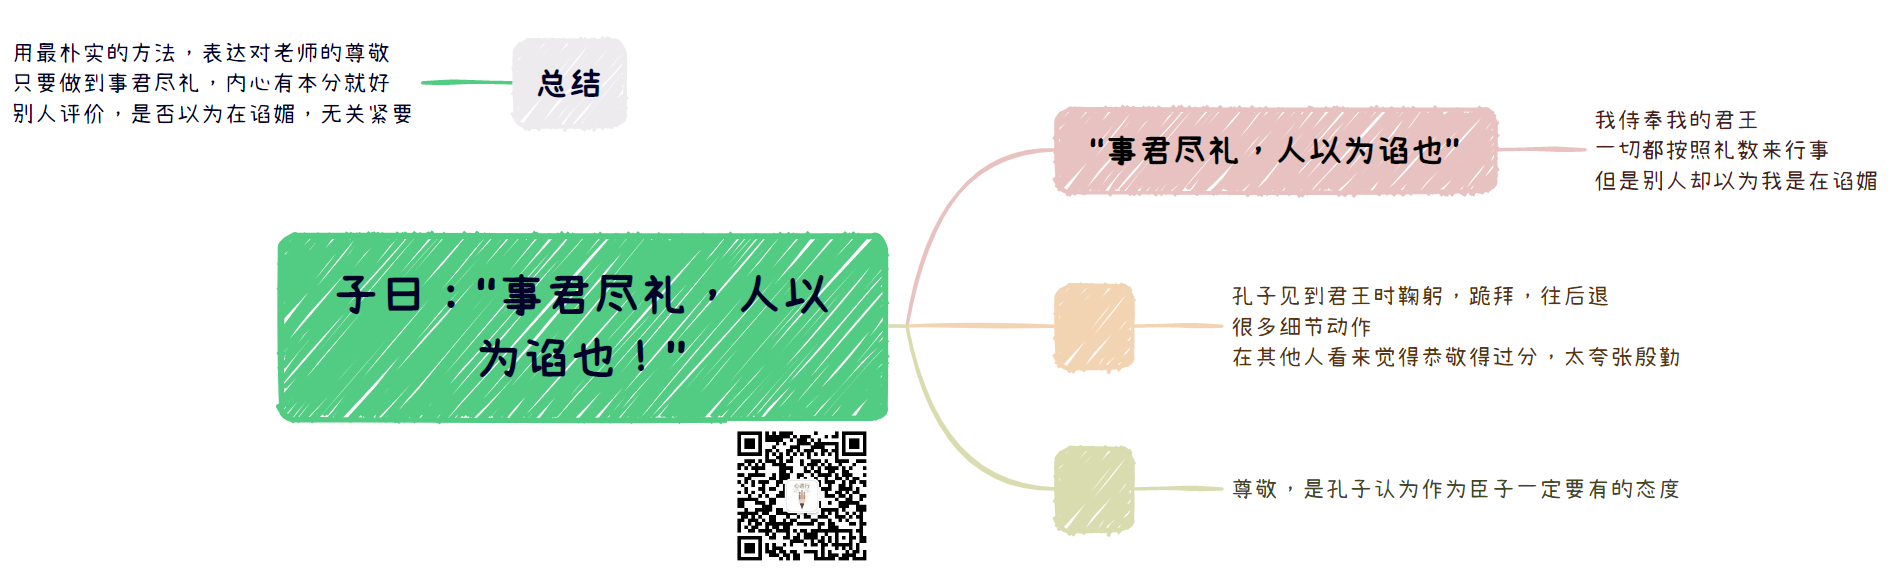 用最朴实的方法，表达对老师的尊敬
只要做到事君尽礼，内心有本分就好
别人评价，是否以为在谄媚，无关紧要
总结
子曰："事君尽礼，人以
为谄也！"
"事君尽礼，人以为谄也"
我侍奉我的君王
一切都按照礼数来行事
但是别人却以为我是在谄媚
孔子见到君王时鞠躬，跪拜，往后退
很多细节动作
在其他人看来觉得恭敬得过分，太夸张殷勤
尊敬，是孔子认为作为臣子一定要有的态度